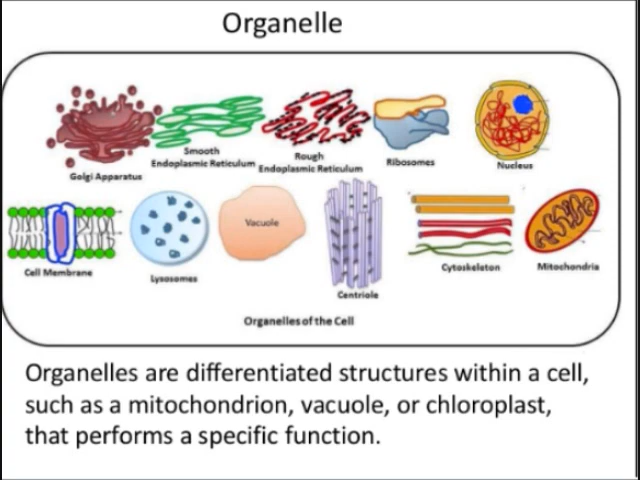 Organelle
Golgi Apparatus
Smooth
Endoplasmic Reticulum
Rough
Endoplasmic Reticulum
Ribosomes
Nucleus
Cell Membrane
Lysosomes
Vacuole
Centriole
Cytoskeleton
Mitochondria
Organelles of the Cell
Organelles are differentiated structures within a cell,
such as a mitochondrion, vacuole, or chloroplast,
that performs a specific function.